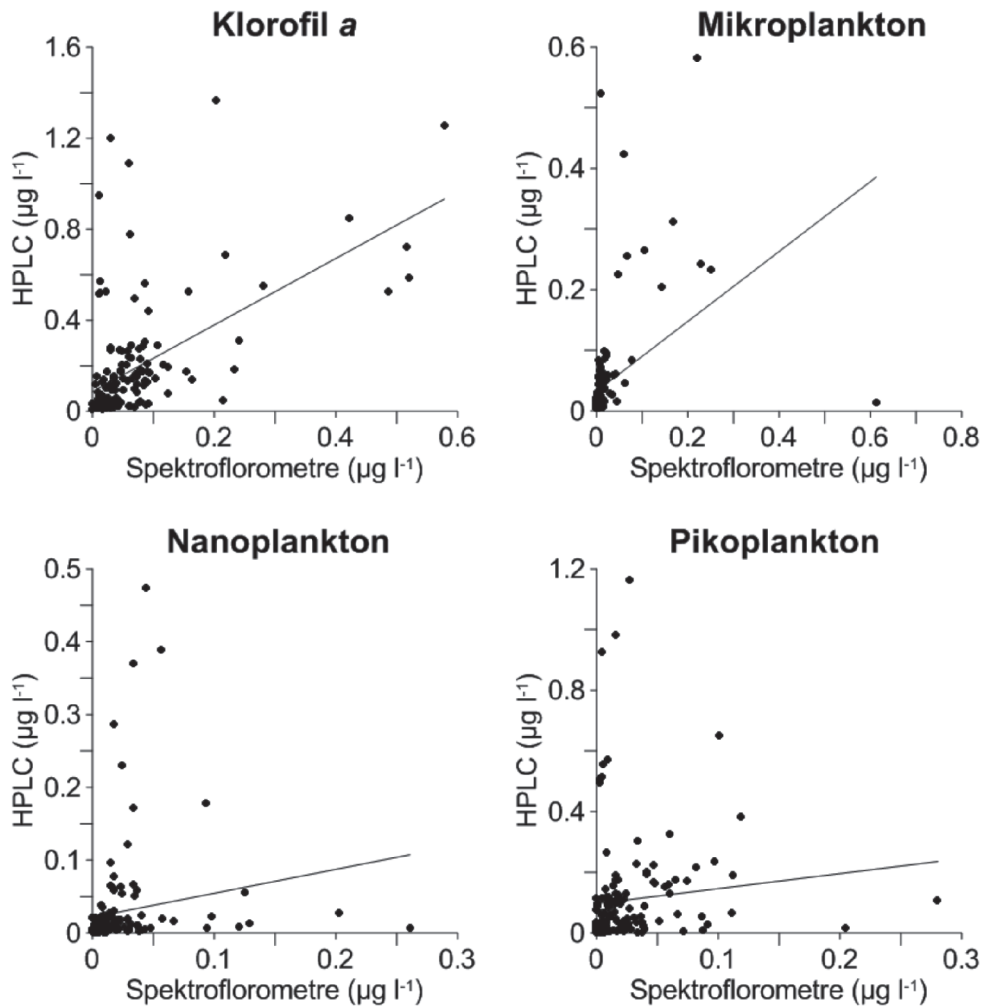 Klorofil a
1.6
1.2
0.8
0.4
0
HPLC (µg l⁻¹)
0 0.2 0.4 0.6
Spektroflorometre (µg l⁻¹)
Mikroplankton
0.6
0.4
0.2
0
HPLC (µg l⁻¹)
0 0.2 0.4 0.6 0.8
Spektroflorometre (µg l⁻¹)
Nanoplankton
0.5
0.4
0.3
0.2
0.1
0
HPLC (µg l⁻¹)
0 0.1 0.2 0.3
Spektroflorometre (µg l⁻¹)
Pikoplankton
1.2
0.8
0.4
0
HPLC (µg l⁻¹)
0 0.1 0.2 0.3
Spektroflorometre (µg l⁻¹)